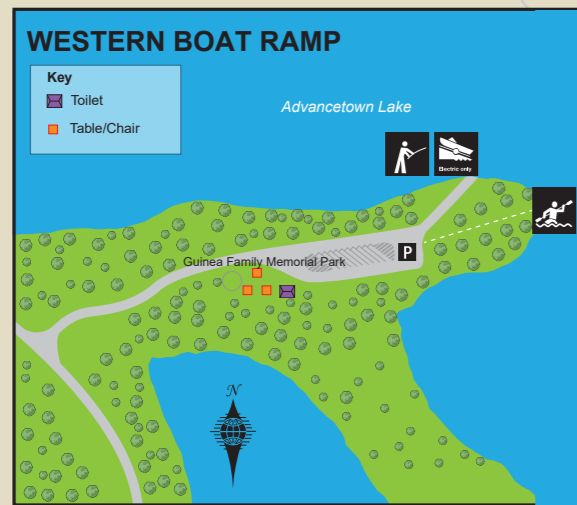 WESTERN BOAT RAMP
Key
Toilet
Table/Chair
Advancetown Lake
Electric only
P
Guinea Family Memorial Park
N